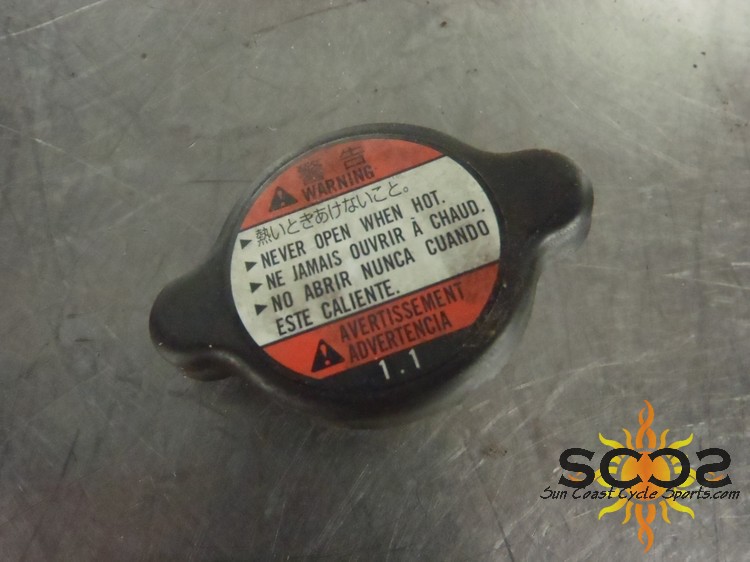 警告
WARNING
▶熱いときあけないこと。
▶NEVER OPEN WHEN HOT.
▶NE JAMAIS OUVRIR À CHAUD.
▶NO ABRIR NUNCA CUANDO
ESTE CALIENTE.
AVERTISSEMENT
ADVERTENCIA
1.1
SCCS
Sun Coast Cycle Sports.com